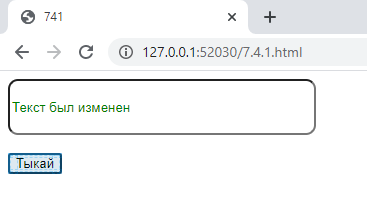 741
127.0.0.1:52030/7.4.1.html
Текст был изменен
Тыкай